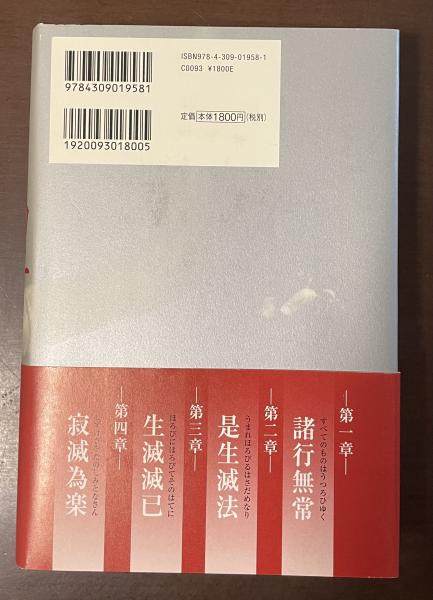 ISBN978-4-309-01958-1
C0093 ¥1800E
定価 本体1800円(税別)
9784309019581
1920093018005
―第一章―
諸行無常
すべてのものはうつろひゆく
―第二章―
是生滅法
うまれほろびるはさだめなり
―第三章―
生滅滅已
ほろびにほろびてそのはてに
―第四章―
寂滅為楽